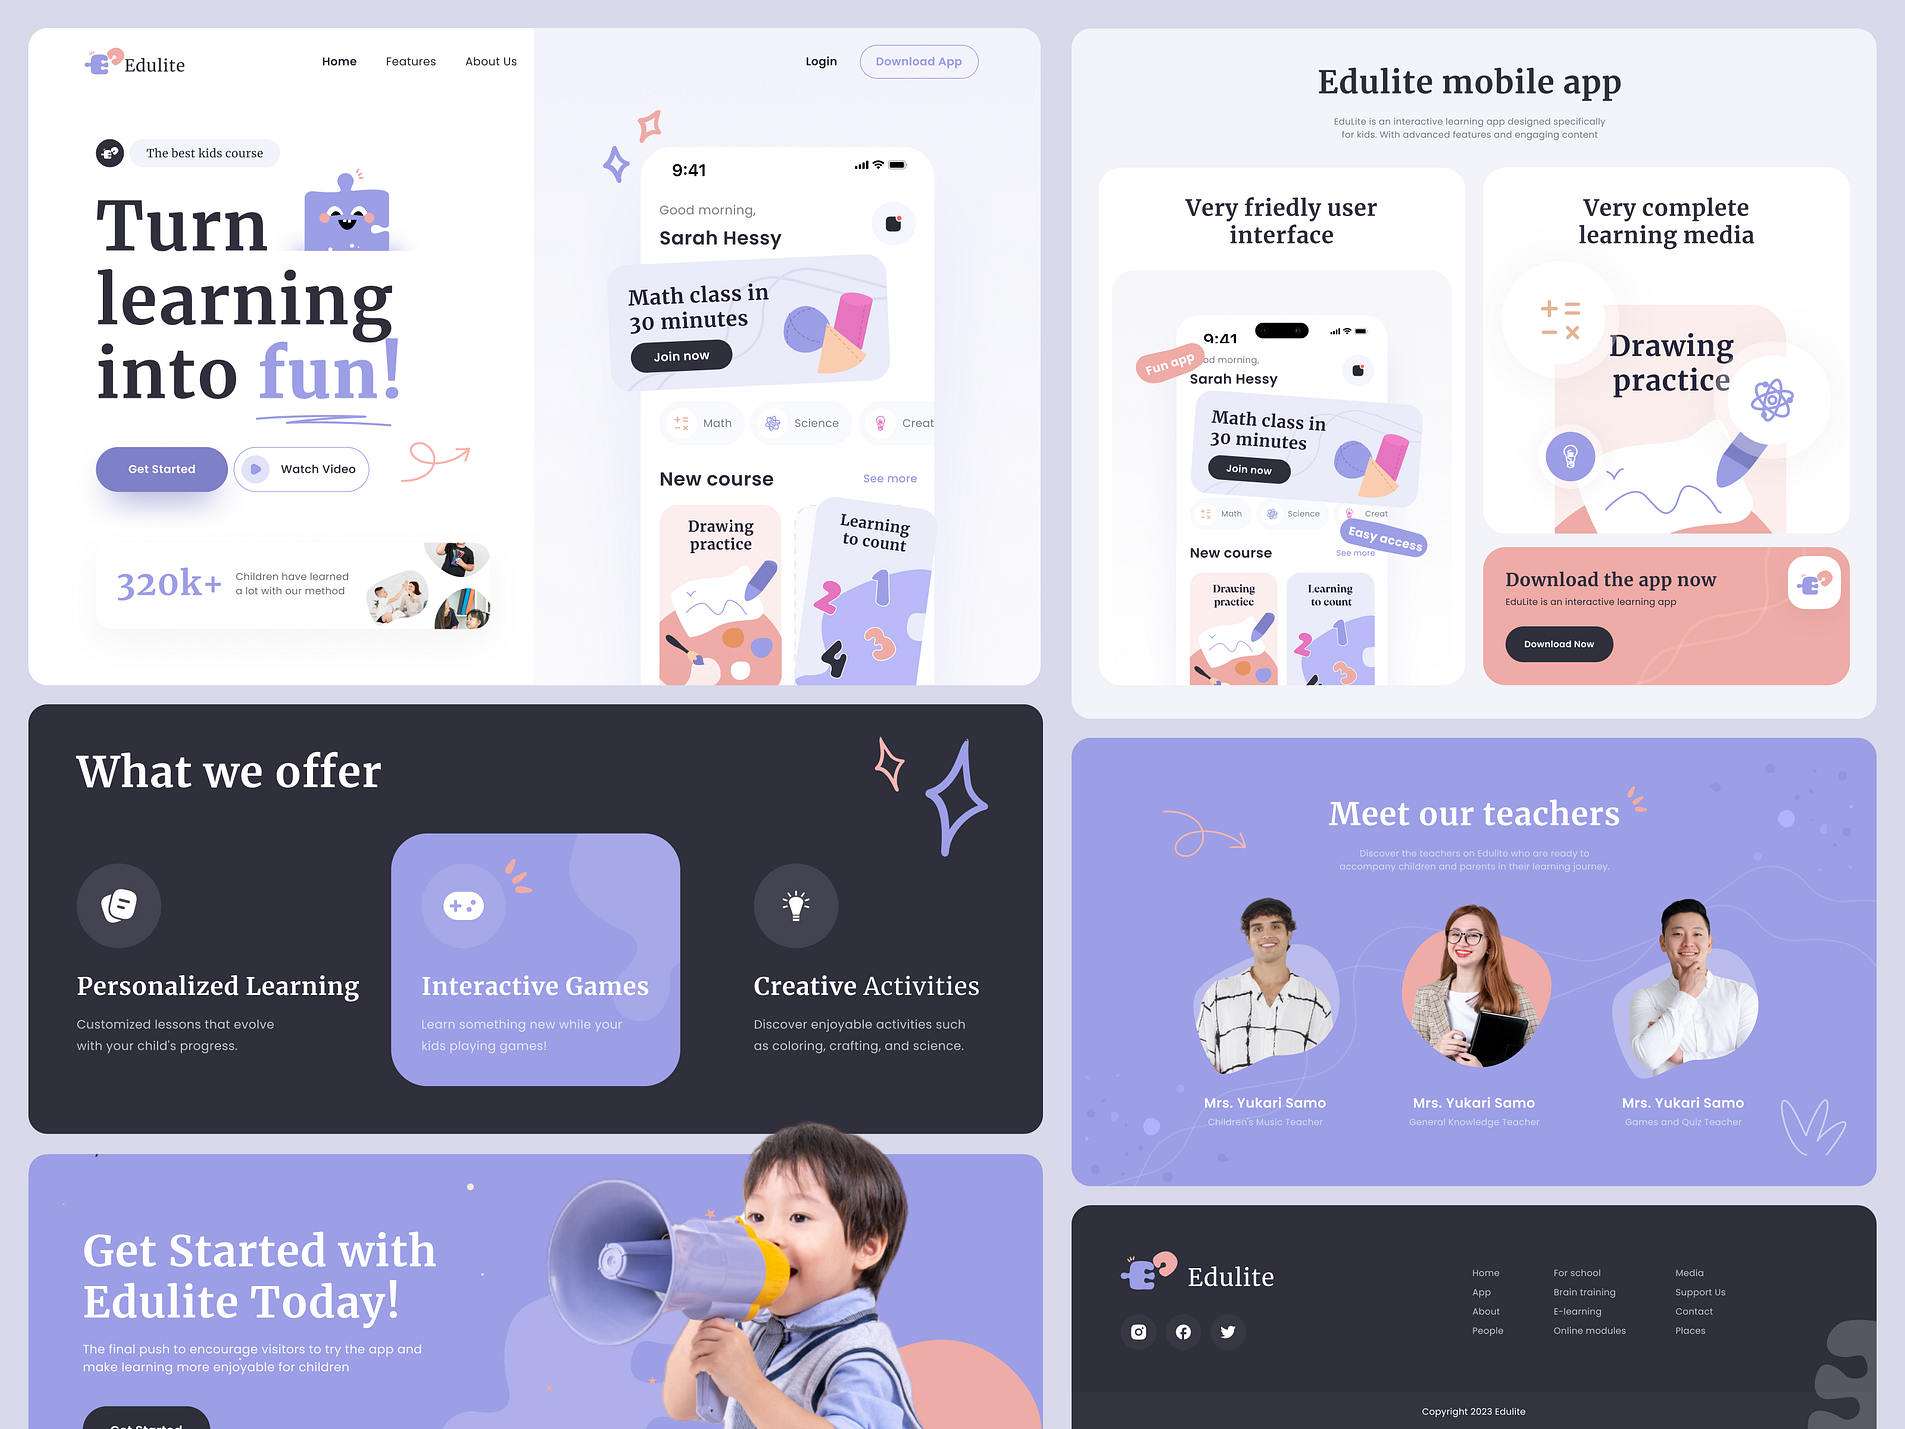 Edulite
Home Features About Us
Login Download App
The best kids course
Turn
learning
into fun!
Get Started Watch Video
320k+
Children have learned
a lot with our method
9:41
Good morning,
Sarah Hessy
Math class in
30 minutes
Join now
Math Science Creat
New course See more
Drawing
practice
Learning
to count
2 1
4 3
Edulite mobile app
EduLite is an interactive learning app designed specifically
for kids. With advanced features and engaging content
Very friedly user
interface
9:41
Fun app
od morning,
Sarah Hessy
Math class in
30 minutes
Join now
Math Science Creat
Easy access
New course See more
Drawing
practice
Learning
to count
2 1
4 3
Very complete
learning media
Drawing
practice
Download the app now
EduLite is an interactive learning app
Download Now
What we offer
Personalized Learning
Customized lessons that evolve
with your child's progress.
Interactive Games
Learn something new while your
kids playing games!
Creative Activities
Discover enjoyable activities such
as coloring, crafting, and science.
Meet our teachers
Discover the teachers on Edulite who are ready to
accompany children and parents in their learning journey.
Mrs. Yukari Samo
Children's Music Teacher
Mrs. Yukari Samo
General Knowledge Teacher
Mrs. Yukari Samo
Games and Quiz Teacher
Get Started with
Edulite Today!
The final push to encourage visitors to try the app and
make learning more enjoyable for children
Get Started
Edulite
Home For school Media
App Brain training Support Us
About E-learning Contact
People Online modules Places
Copyright 2023 Edulite